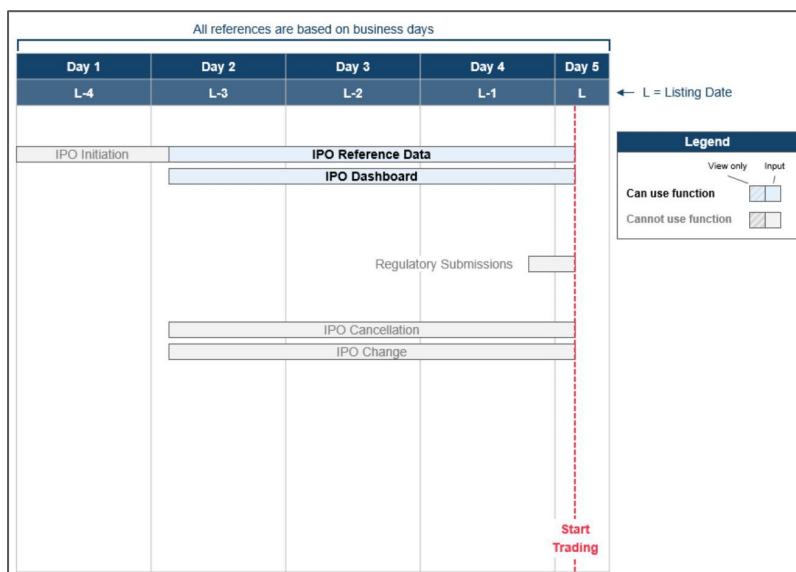 All references are based on business days
Day 1 Day 2 Day 3 Day 4 Day 5
L-4 L-3 L-2 L-1 L
← L = Listing Date
Legend
View only Input
Can use function
Cannot use function
IPO Initiation IPO Reference Data
IPO Dashboard
Regulatory Submissions
IPO Cancellation
IPO Change
Start
Trading